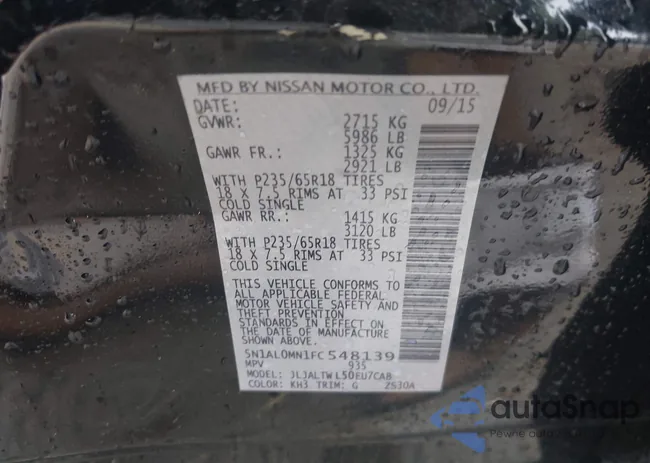 MFD BY NISSAN MOTOR CO., LTD.
DATE: 09/15
GVWR: 2715 KG
5986 LB
GAWR FR.: 1325 KG
2921 LB
WITH P235/65R18 TIRES
18 X 7.5 RIMS AT 33 PSI
COLD SINGLE
GAWR RR.: 1415 KG
3120 LB
WITH P235/65R18 TIRES
18 X 7.5 RIMS AT 33 PSI
COLD SINGLE
THIS VEHICLE CONFORMS TO
ALL APPLICABLE FEDERAL
MOTOR VEHICLE SAFETY AND
THEFT PREVENTION
STANDARDS IN EFFECT ON
THE DATE OF MANUFACTURE
SHOWN ABOVE.
5N1AL0MN1FC548139
MPV 935
MODEL: JLJALTWL50EU7CAB
COLOR: KH3 TRIM: G ZS30A
autoSnap
Pewne auto